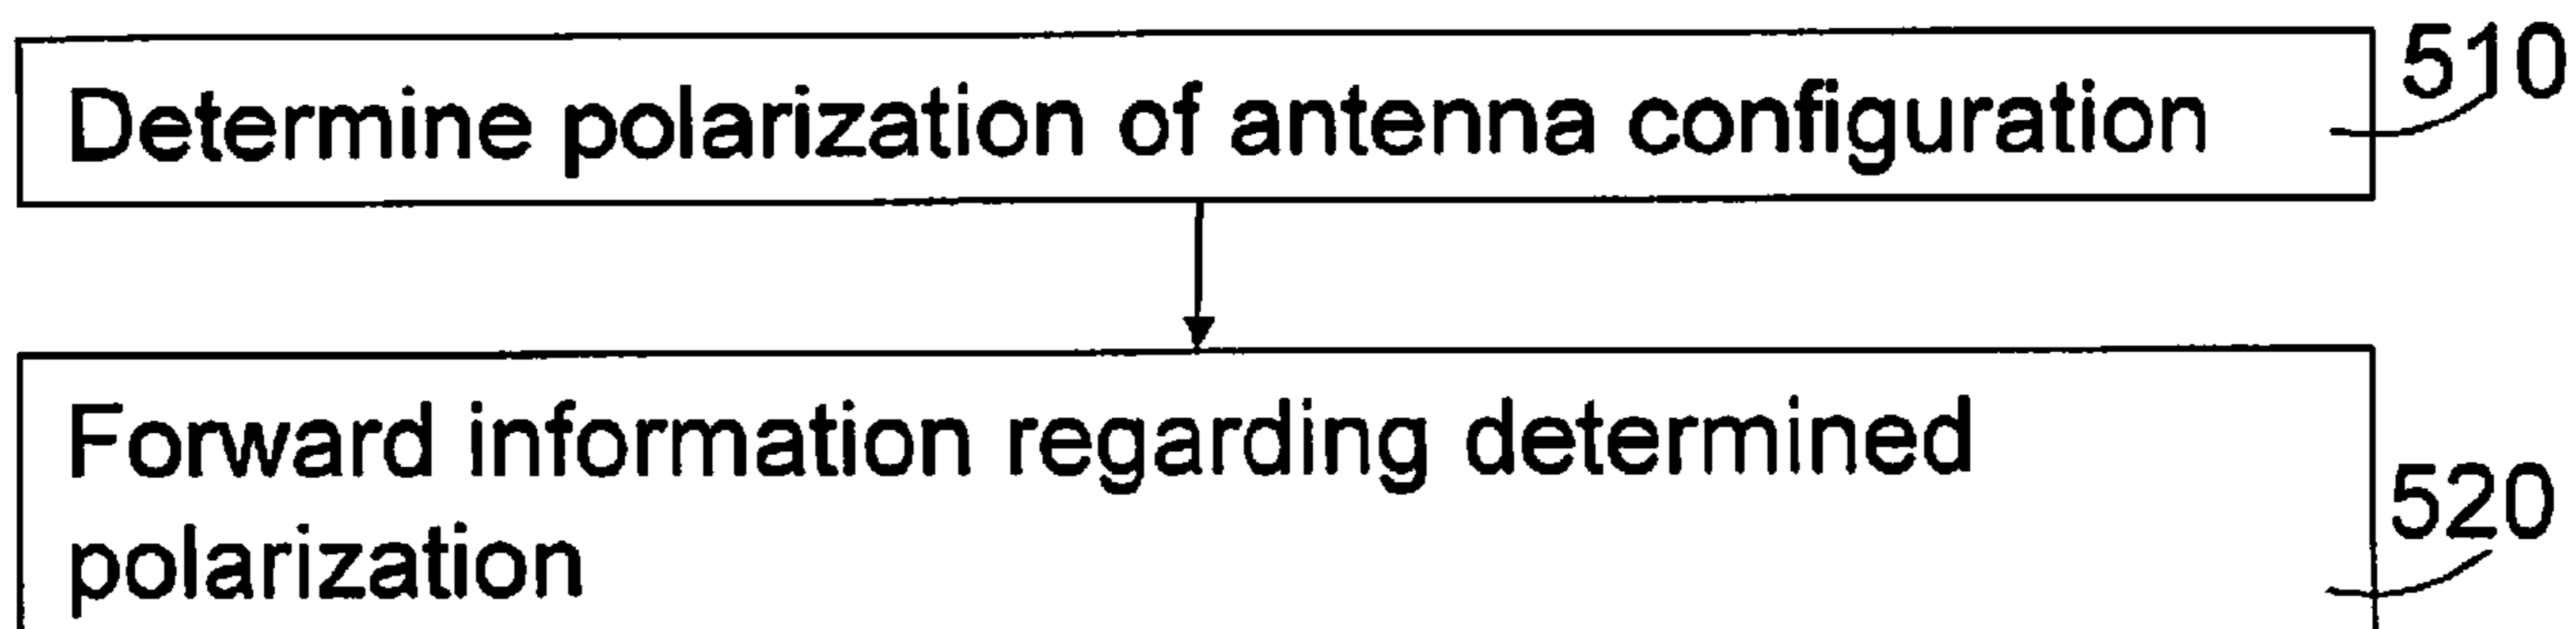 Determine polarization of antenna configuration
510
Forward information regarding determined
polarization
520